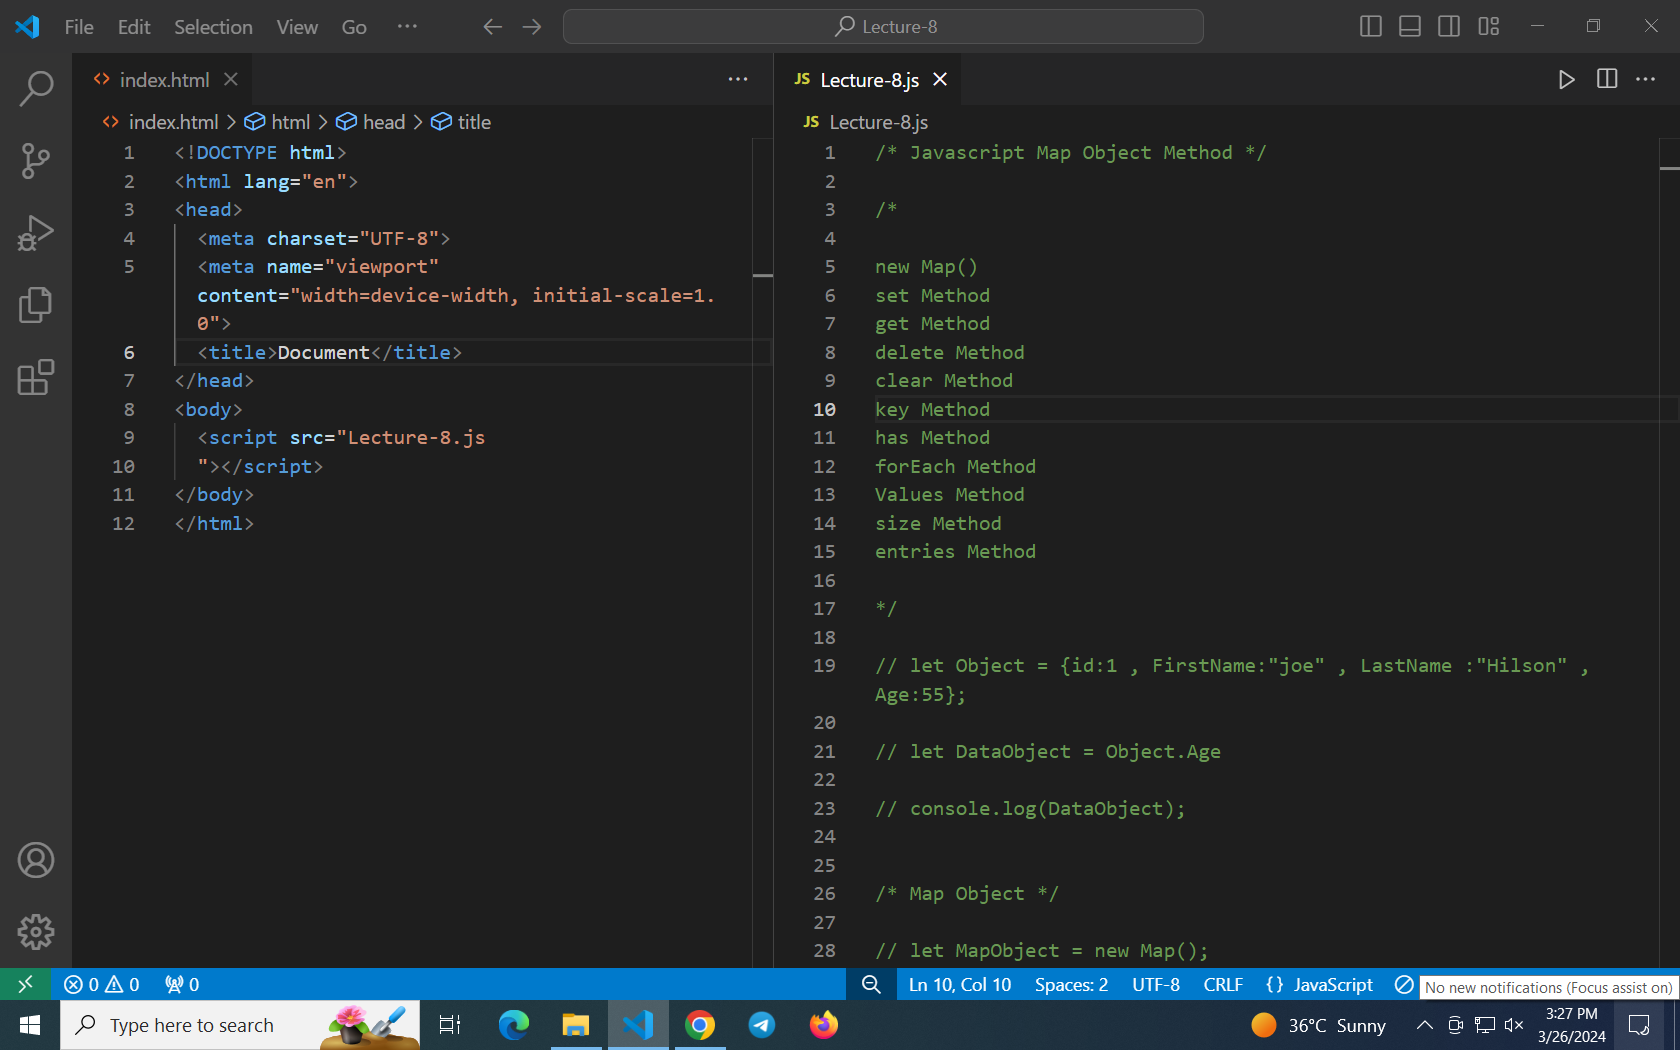 File Edit Selection View Go ··· Lecture-8
index.html
index.html > html > head > title
1 <!DOCTYPE html>
2 <html lang="en">
3 <head>
4 <meta charset="UTF-8">
5 <meta name="viewport"
content="width=device-width, initial-scale=1.
0">
6 <title>Document</title>
7 </head>
8 <body>
9 <script src="Lecture-8.js
10 "></script>
11 </body>
12 </html>
JS Lecture-8.js
JS Lecture-8.js
1 /* Javascript Map Object Method */
2
3 /*
4
5 new Map()
6 set Method
7 get Method
8 delete Method
9 clear Method
10 key Method
11 has Method
12 forEach Method
13 Values Method
14 size Method
15 entries Method
16
17 */
18
19 // let Object = {id:1 , FirstName:"joe" , LastName :"Hilson" ,
Age:55};
20
21 // let DataObject = Object.Age
22
23 // console.log(DataObject);
24
25
26 /* Map Object */
27
28 // let MapObject = new Map();
0 0 0 Ln 10, Col 10 Spaces: 2 UTF-8 CRLF {} JavaScript No new notifications (Focus assist on)
Type here to search 36°C Sunny 3:27 PM
3/26/2024